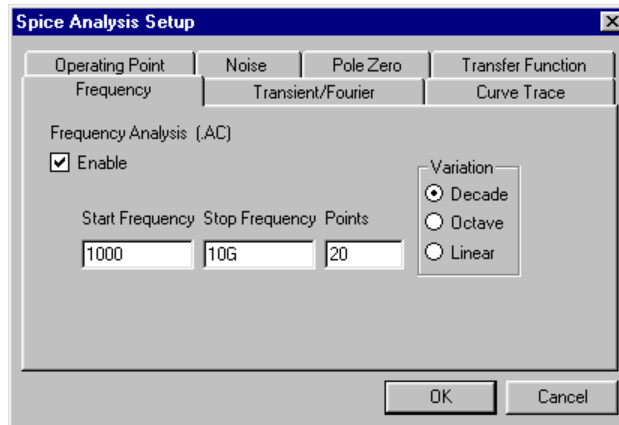 Spice Analysis Setup
Operating Point Noise Pole Zero Transfer Function
Frequency Transient/Fourier Curve Trace
Frequency Analysis (.AC)
Enable
Variation
Decade
Octave
Linear
Start Frequency Stop Frequency Points
1000 10G 20
OK Cancel